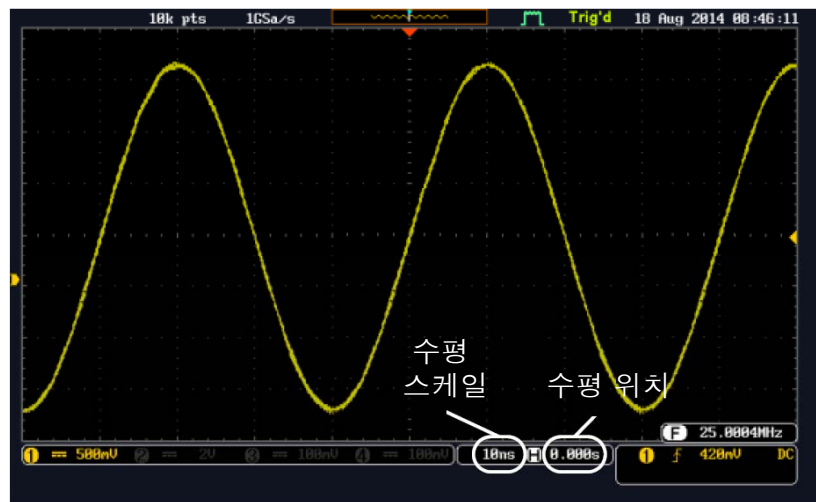 10k pts 1GSa/s Trig'd 18 Aug 2014 08:46:11
수평
스케일
수평 위치
F 25.0004MHz
1 500mV 2 2V 3 100mV 4 100mV 10ns H 0.000s 1 420mV DC